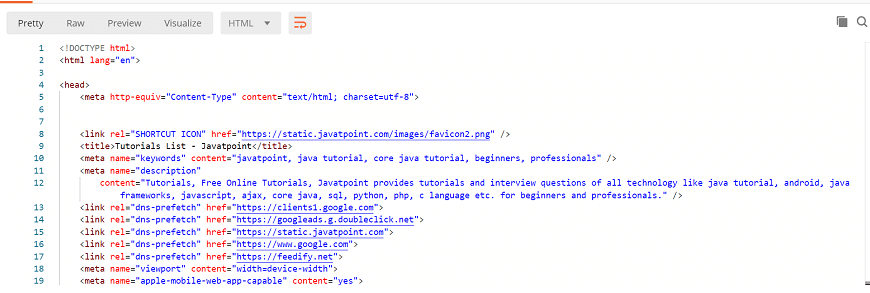 Pretty Raw Preview Visualize HTML
1 <!DOCTYPE html>
2 <html lang="en">
3
4 <head>
5 <meta http-equiv="Content-Type" content="text/html; charset=utf-8">
6
7
8 <link rel="SHORTCUT ICON" href="https://static.javatpoint.com/images/favicon2.png" />
9 <title>Tutorials List - Javatpoint</title>
10 <meta name="keywords" content="javatpoint, java tutorial, core java tutorial, beginners, professionals" />
11 <meta name="description"
12 content="Tutorials, Free Online Tutorials, Javatpoint provides tutorials and interview questions of all technology like java tutorial, android, java
frameworks, javascript, ajax, core java, sql, python, php, c language etc. for beginners and professionals." />
13 <link rel="dns-prefetch" href="https://clients1.google.com">
14 <link rel="dns-prefetch" href="https://googleads.g.doubleclick.net">
15 <link rel="dns-prefetch" href="https://static.javatpoint.com">
16 <link rel="dns-prefetch" href="https://www.google.com">
17 <link rel="dns-prefetch" href="https://feedify.net">
18 <meta name="viewport" content="width=device-width">
19 <meta name="apple-mobile-web-app-capable" content="yes">